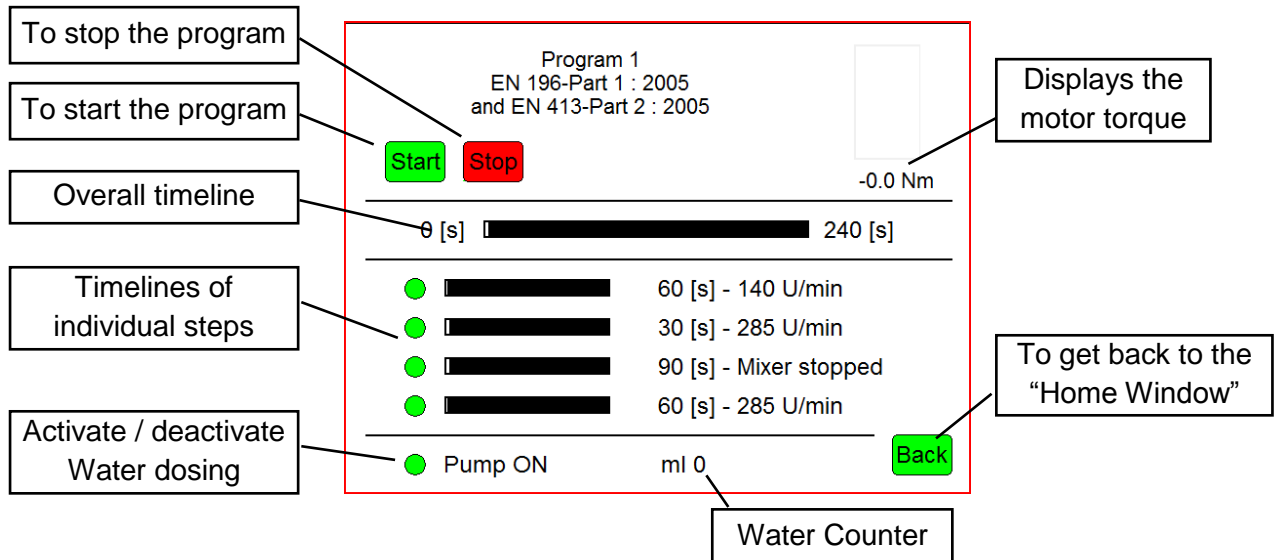 To stop the program
To start the program
Overall timeline
Timelines of
individual steps
Activate / deactivate
Water dosing
Program 1
EN 196-Part 1 : 2005
and EN 413-Part 2 : 2005
Start
Stop
-0.0 Nm
0 [s]
240 [s]
60 [s] - 140 U/min
30 [s] - 285 U/min
90 [s] - Mixer stopped
60 [s] - 285 U/min
Pump ON
ml 0
Back
Displays the
motor torque
To get back to the
“Home Window”
Water Counter